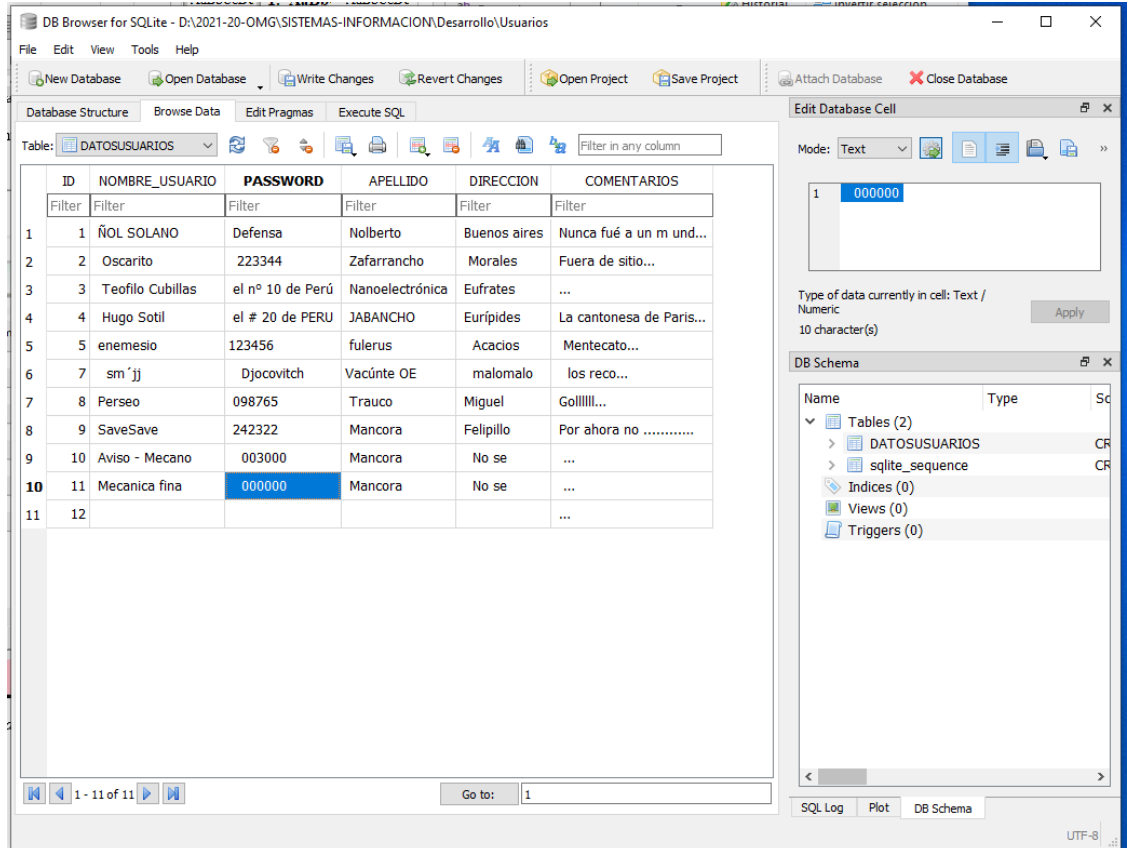 Historial Invertir selección
DB Browser for SQLite - D:\2021-20-OMG\SISTEMAS-INFORMACION\Desarrollo\Usuarios
File Edit View Tools Help
New Database Open Database Write Changes Revert Changes Open Project Save Project Attach Database Close Database
Database Structure Browse Data Edit Pragmas Execute SQL
Table: DATOSUSUARIOS Filter in any column
ID NOMBRE_USUARIO PASSWORD APELLIDO DIRECCION COMENTARIOS
Filter Filter Filter Filter Filter Filter
1 1 ÑOL SOLANO Defensa Nolberto Buenos aires Nunca fué a un m und...
2 2 Oscarito 223344 Zafarrancho Morales Fuera de sitio...
3 3 Teofilo Cubillas el nº 10 de Perú Nanoelectrónica Eufrates ...
4 4 Hugo Sotil el # 20 de PERU JABANCHO Eurípides La cantonesa de Paris...
5 5 enemesio 123456 fulerus Acacios Mentecato...
6 7 sm´jj Djocovitch Vacúnte OE malomalo los reco...
7 8 Perseo 098765 Trauco Miguel Gollllll...
8 9 SaveSave 242322 Mancora Felipillo Por ahora no ............
9 10 Aviso - Mecano 003000 Mancora No se ...
10 11 Mecanica fina 000000 Mancora No se ...
11 12 ...
1 - 11 of 11 Go to: 1
Edit Database Cell
Mode: Text »
1 000000
Type of data currently in cell: Text /
Numeric
10 character(s)
Apply
DB Schema
Name Type Sc
Tables (2)
DATOSUSUARIOS CR
sqlite_sequence CR
Indices (0)
Views (0)
Triggers (0)
SQL Log Plot DB Schema
UTF-8